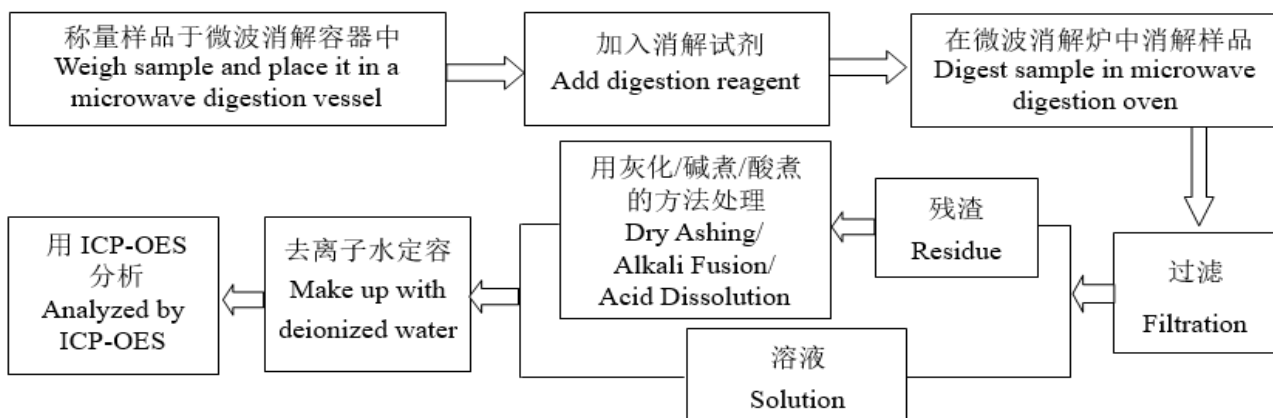 称量样品于微波消解容器中
Weigh sample and place it in a
microwave digestion vessel
加入消解试剂
Add digestion reagent
在微波消解炉中消解样品
Digest sample in microwave
digestion oven
过滤
Filtration
残渣
Residue
用灰化/碱煮/酸煮
的方法处理
Dry Ashing/
Alkali Fusion/
Acid Dissolution
溶液
Solution
去离子水定容
Make up with
deionized water
用 ICP-OES
分析
Analyzed by
ICP-OES